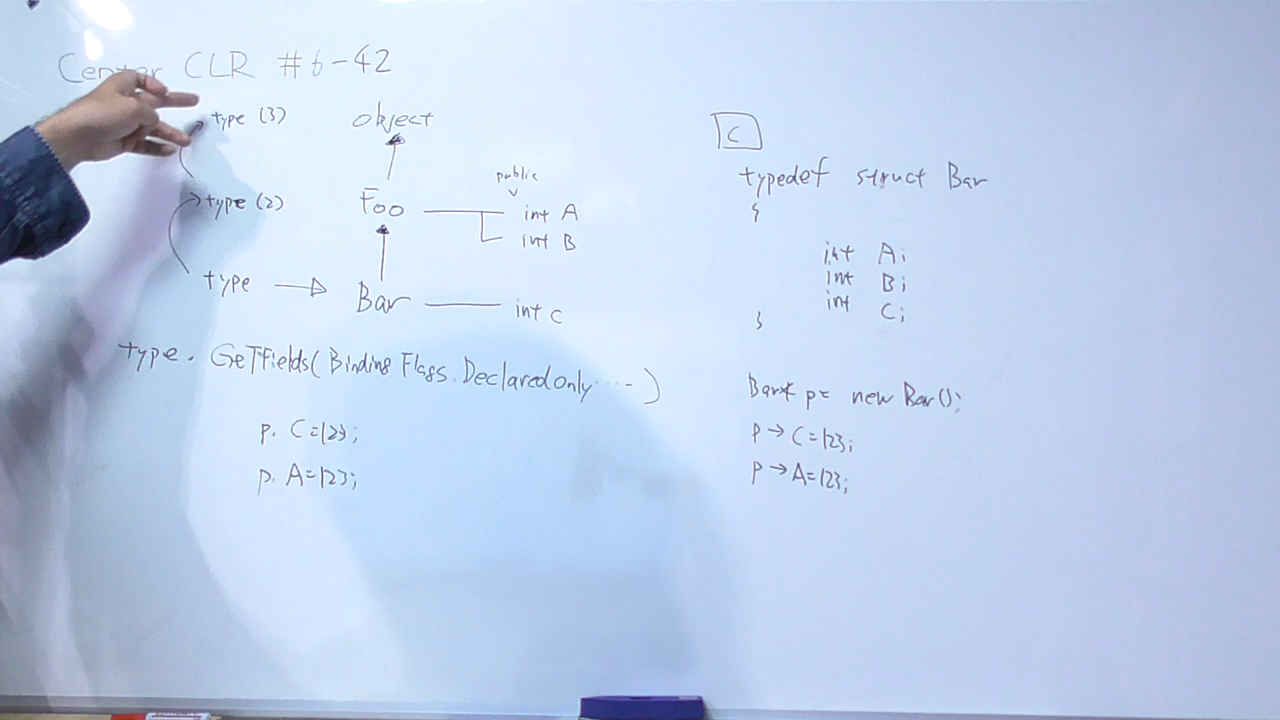 Center CLR #6-42
type (3) object
public
type (2) Foo int A
int B
type Bar int C
type. GetFields(BindingFlags.DeclaredOnly....-)
p. C=123;
p. A=123;
C
typedef struct Bar
{
int A;
int B;
int C;
}
Bar* p= new Bar();
p→C=123;
p→A=123;